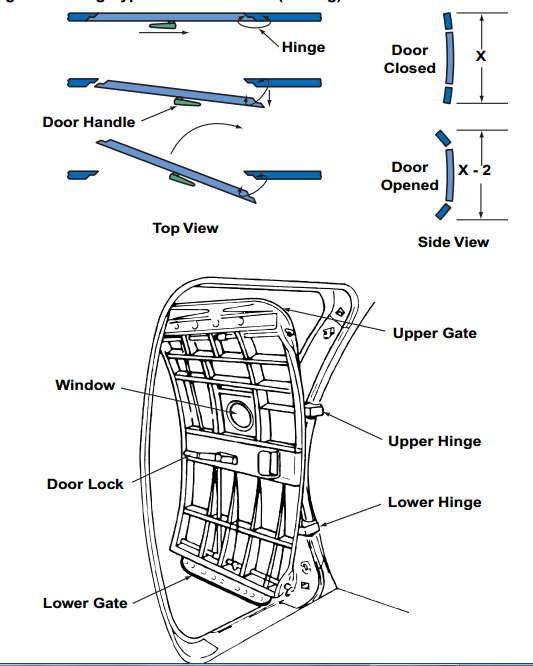 Hinge
Door
Closed
X
Door Handle
Door
Opened
X - 2
Top View
Side View
Upper Gate
Window
Upper Hinge
Door Lock
Lower Hinge
Lower Gate